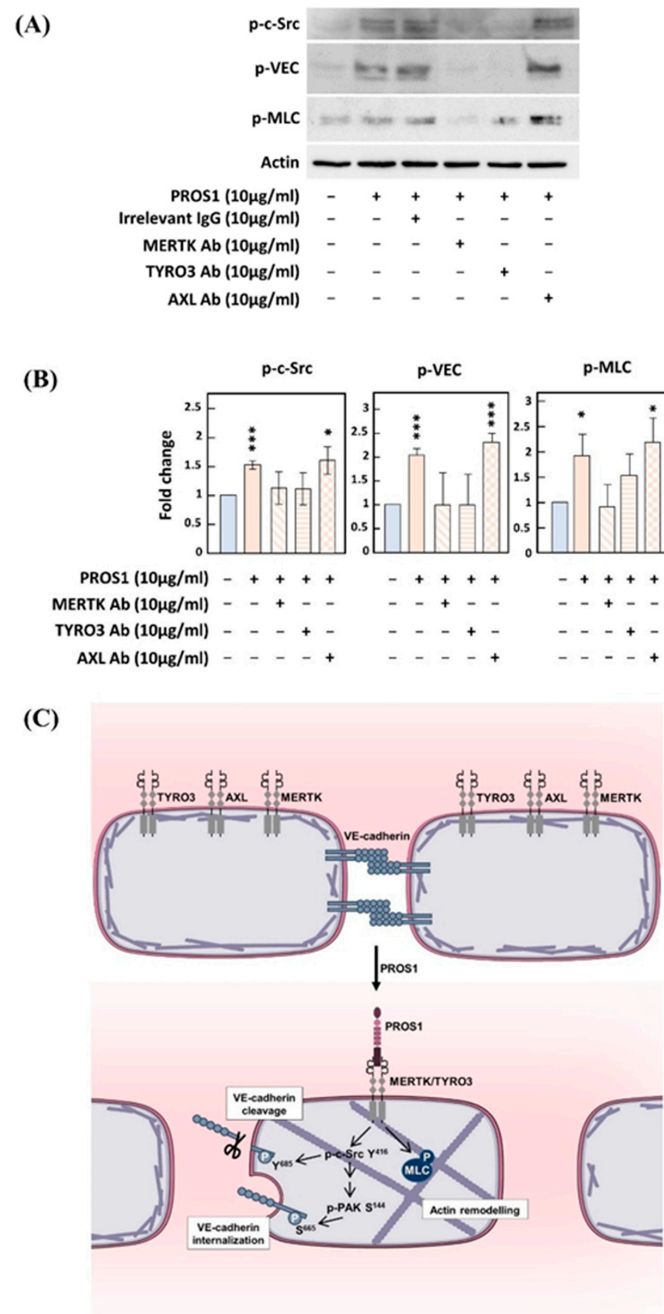 (A)
p-c-Src
p-VEC
p-MLC
Actin
PROS1 (10µg/ml) – + + + + +
Irrelevant IgG (10µg/ml) +
MERTK Ab (10µg/ml) +
TYRO3 Ab (10µg/ml) +
AXL Ab (10µg/ml) +
(B)
p-c-Src p-VEC p-MLC
Fold change
2.5
2
1.5
1
0.5
0
***
*
3
2.5
2
1.5
1
0.5
0
***
***
3
2.5
2
1.5
1
0.5
0
*
*
PROS1 (10µg/ml) – + + + + – + + + + – + + + +
MERTK Ab (10µg/ml) – – + – – – – + – – – – + – –
TYRO3 Ab (10µg/ml) – – – + – – – – + – – – – + –
AXL Ab (10µg/ml) – – – – + – – – – + – – – – +
(C)
TYRO3 AXL MERTK TYRO3 AXL MERTK
VE-cadherin
PROS1
PROS1
MERTK/TYRO3
VE-cadherin
cleavage
P
Y685
p-c-Src Y416
P
MLC
p-PAK S144
P
S665
Actin remodelling
VE-cadherin
internalization